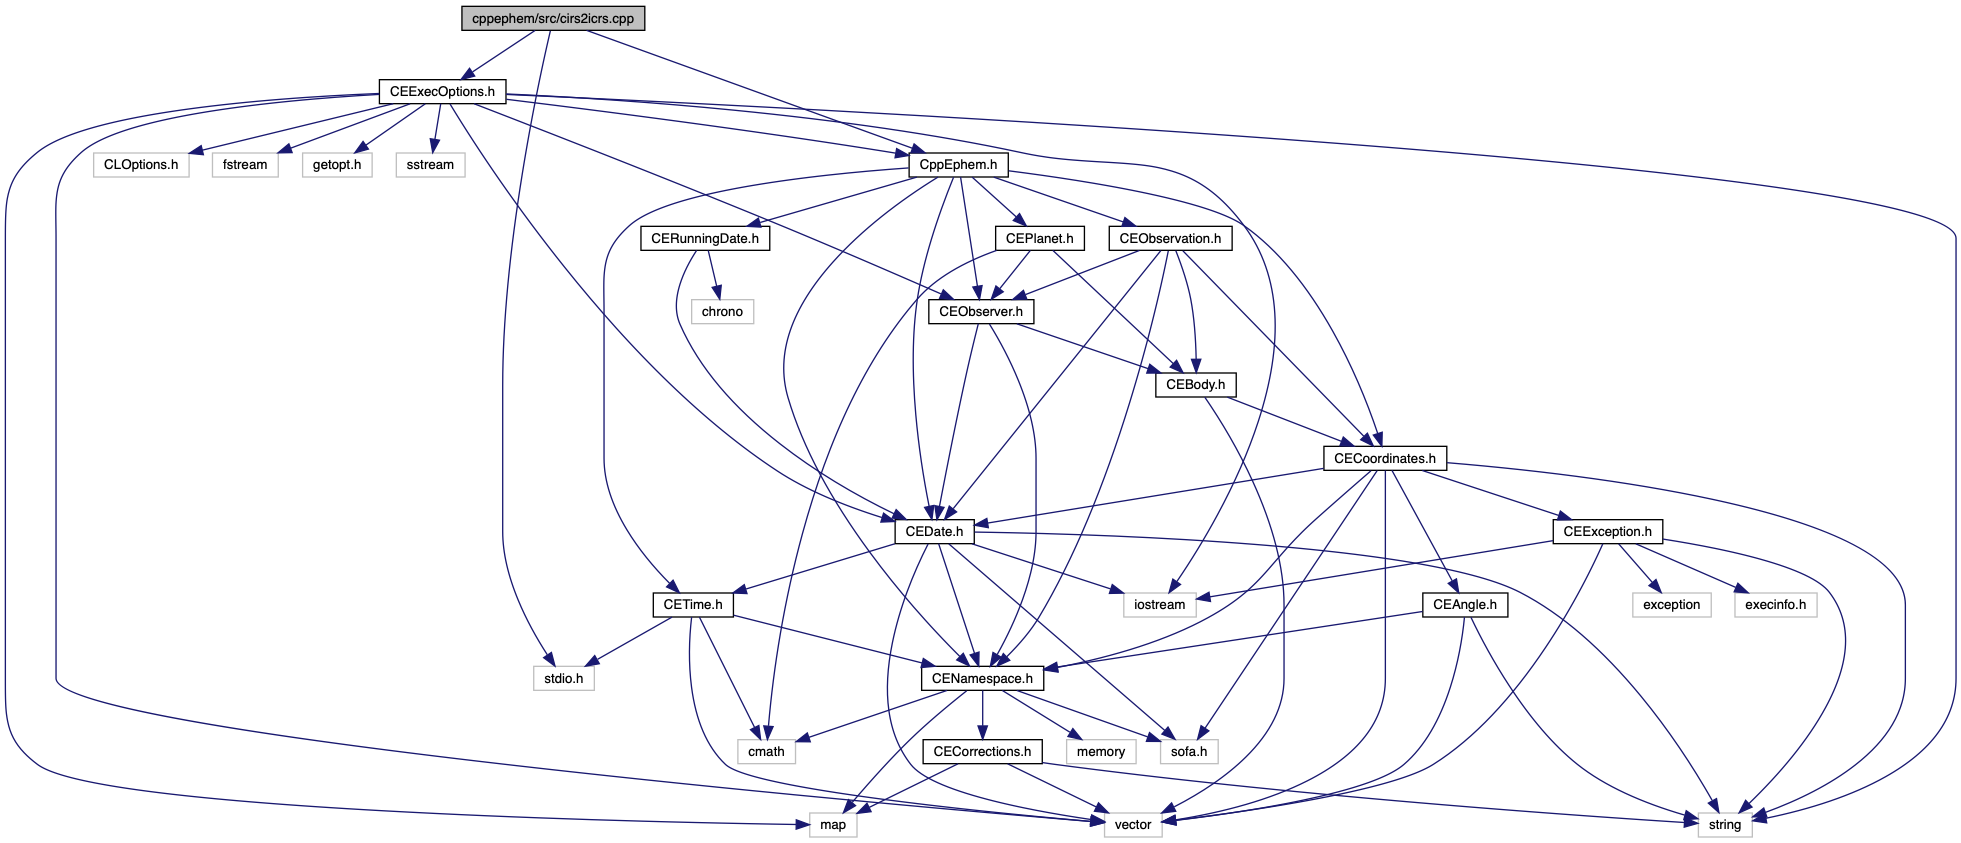 cppephem/src/cirs2icrs.cpp
CEExecOptions.h
CLOptions.h
fstream
getopt.h
sstream
CppEphem.h
CERunningDate.h
CEPlanet.h
CEObservation.h
chrono
CEObserver.h
CEBody.h
CECoordinates.h
CEDate.h
CEException.h
CETime.h
iostream
CEAngle.h
exception
execinfo.h
stdio.h
CENamespace.h
cmath
CECorrections.h
memory
sofa.h
map
vector
string